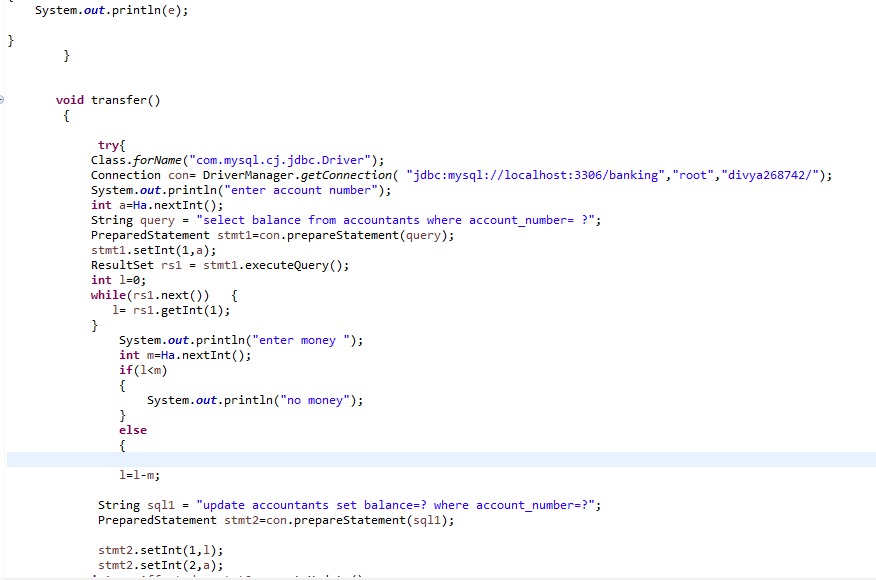 System.out.println(e);
}
}
void transfer()
{
try{
Class.forName("com.mysql.cj.jdbc.Driver");
Connection con= DriverManager.getConnection( "jdbc:mysql://localhost:3306/banking","root","divya268742/");
System.out.println("enter account number");
int a=Ha.nextInt();
String query = "select balance from accountants where account_number= ?";
PreparedStatement stmt1=con.prepareStatement(query);
stmt1.setInt(1,a);
ResultSet rs1 = stmt1.executeQuery();
int l=0;
while(rs1.next())   {
l= rs1.getInt(1);
}
System.out.println("enter money ");
int m=Ha.nextInt();
if(l<m)
{
System.out.println("no money");
}
else
{
l=l-m;
String sql1 = "update accountants set balance=? where account_number=?";
PreparedStatement stmt2=con.prepareStatement(sql1);
stmt2.setInt(1,l);
stmt2.setInt(2,a);